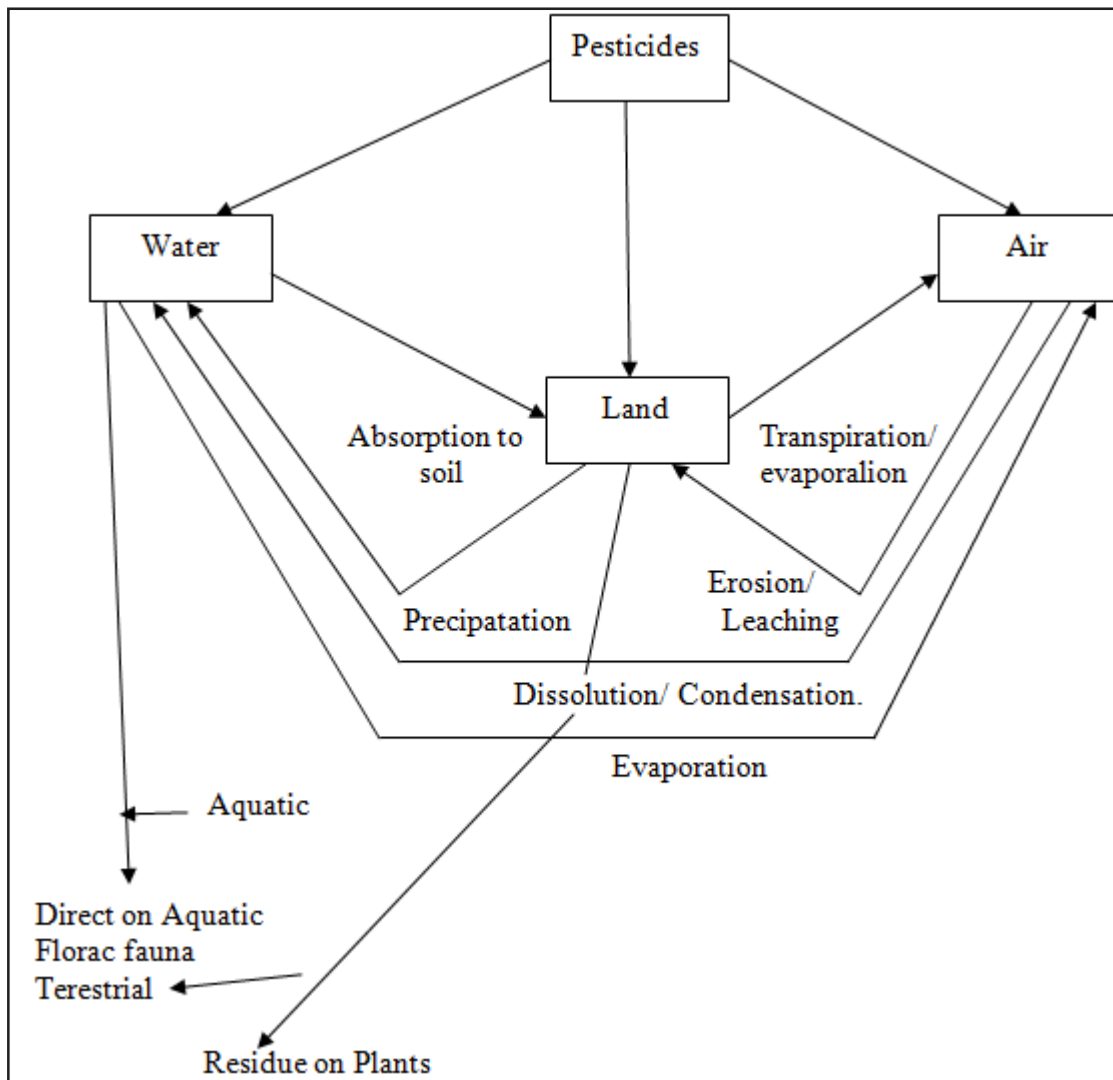 Pesticides
Water
Air
Land
Absorption to
soil
Transpiration/
evaporalion
Precipatation
Erosion/
Leaching
Dissolution/ Condensation.
Evaporation
Aquatic
Direct on Aquatic
Florac fauna
Terestrial
Residue on Plants